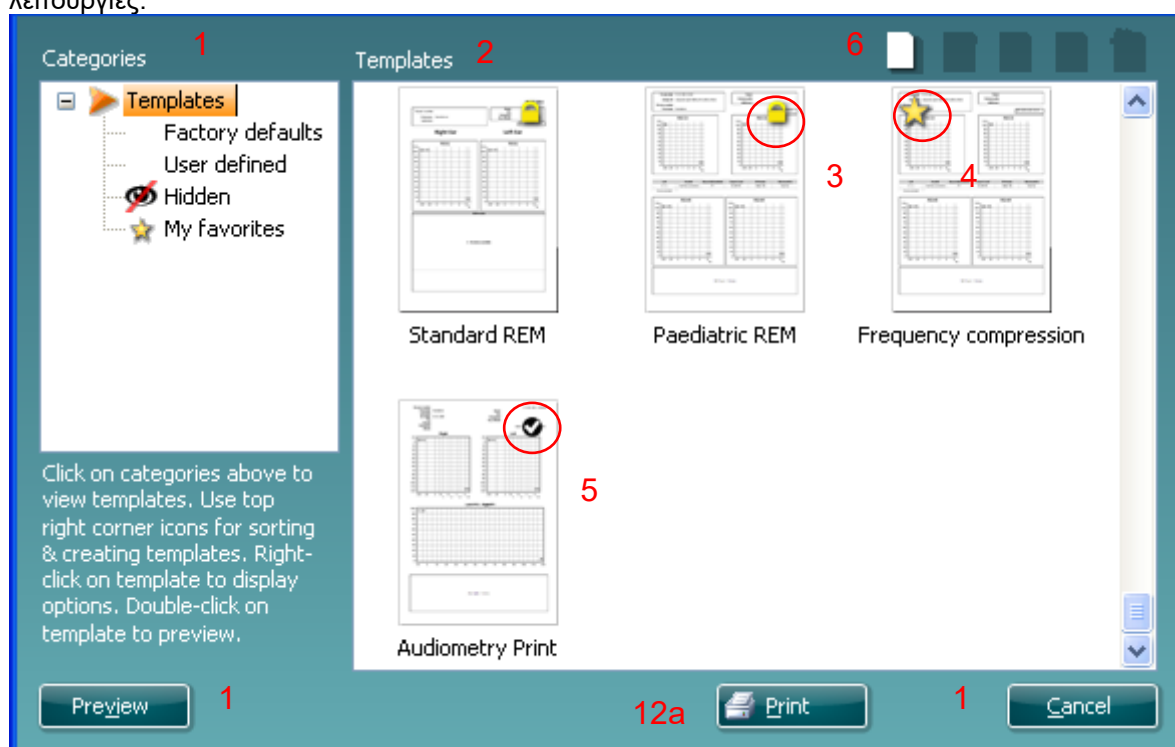 λειτουργίες.
Categories 1
Templates 2
6
Templates
Factory defaults
User defined
Hidden
My favorites
3
4
Standard REM
Paediatric REM
Frequency compression
5
Audiometry Print
Click on categories above to
view templates. Use top
right corner icons for sorting
& creating templates. Right-
click on template to display
options. Double-click on
template to preview.
Preview
1
12a
Print
1
Cancel